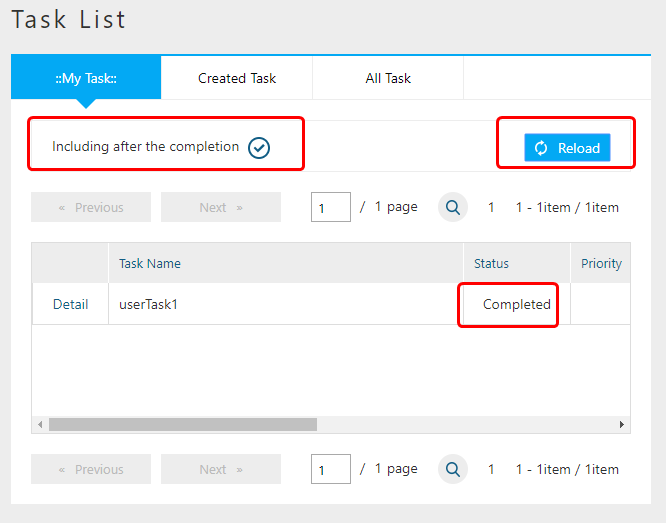 Task List
::My Task:: Created Task All Task
Including after the completion Reload
« Previous Next » 1 / 1 page 1 1 - 1item / 1item
Task Name Status Priority
Detail userTask1 Completed
« Previous Next » 1 / 1 page 1 1 - 1item / 1item